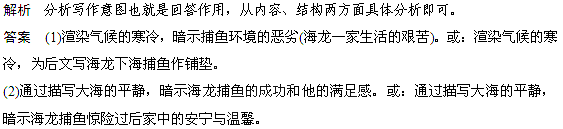 解析　分析写作意图也就是回答作用，从内容、结构两方面具体分析即可。
答案　(1)渲染气候的寒冷，暗示捕鱼环境的恶劣(海龙一家生活的艰苦)。或：渲染气候的寒
冷，为后文写海龙下海捕鱼作铺垫。
(2)通过描写大海的平静，暗示海龙捕鱼的成功和他的满足感。或：通过描写大海的平静，
暗示海龙捕鱼惊险过后家中的安宁与温馨。